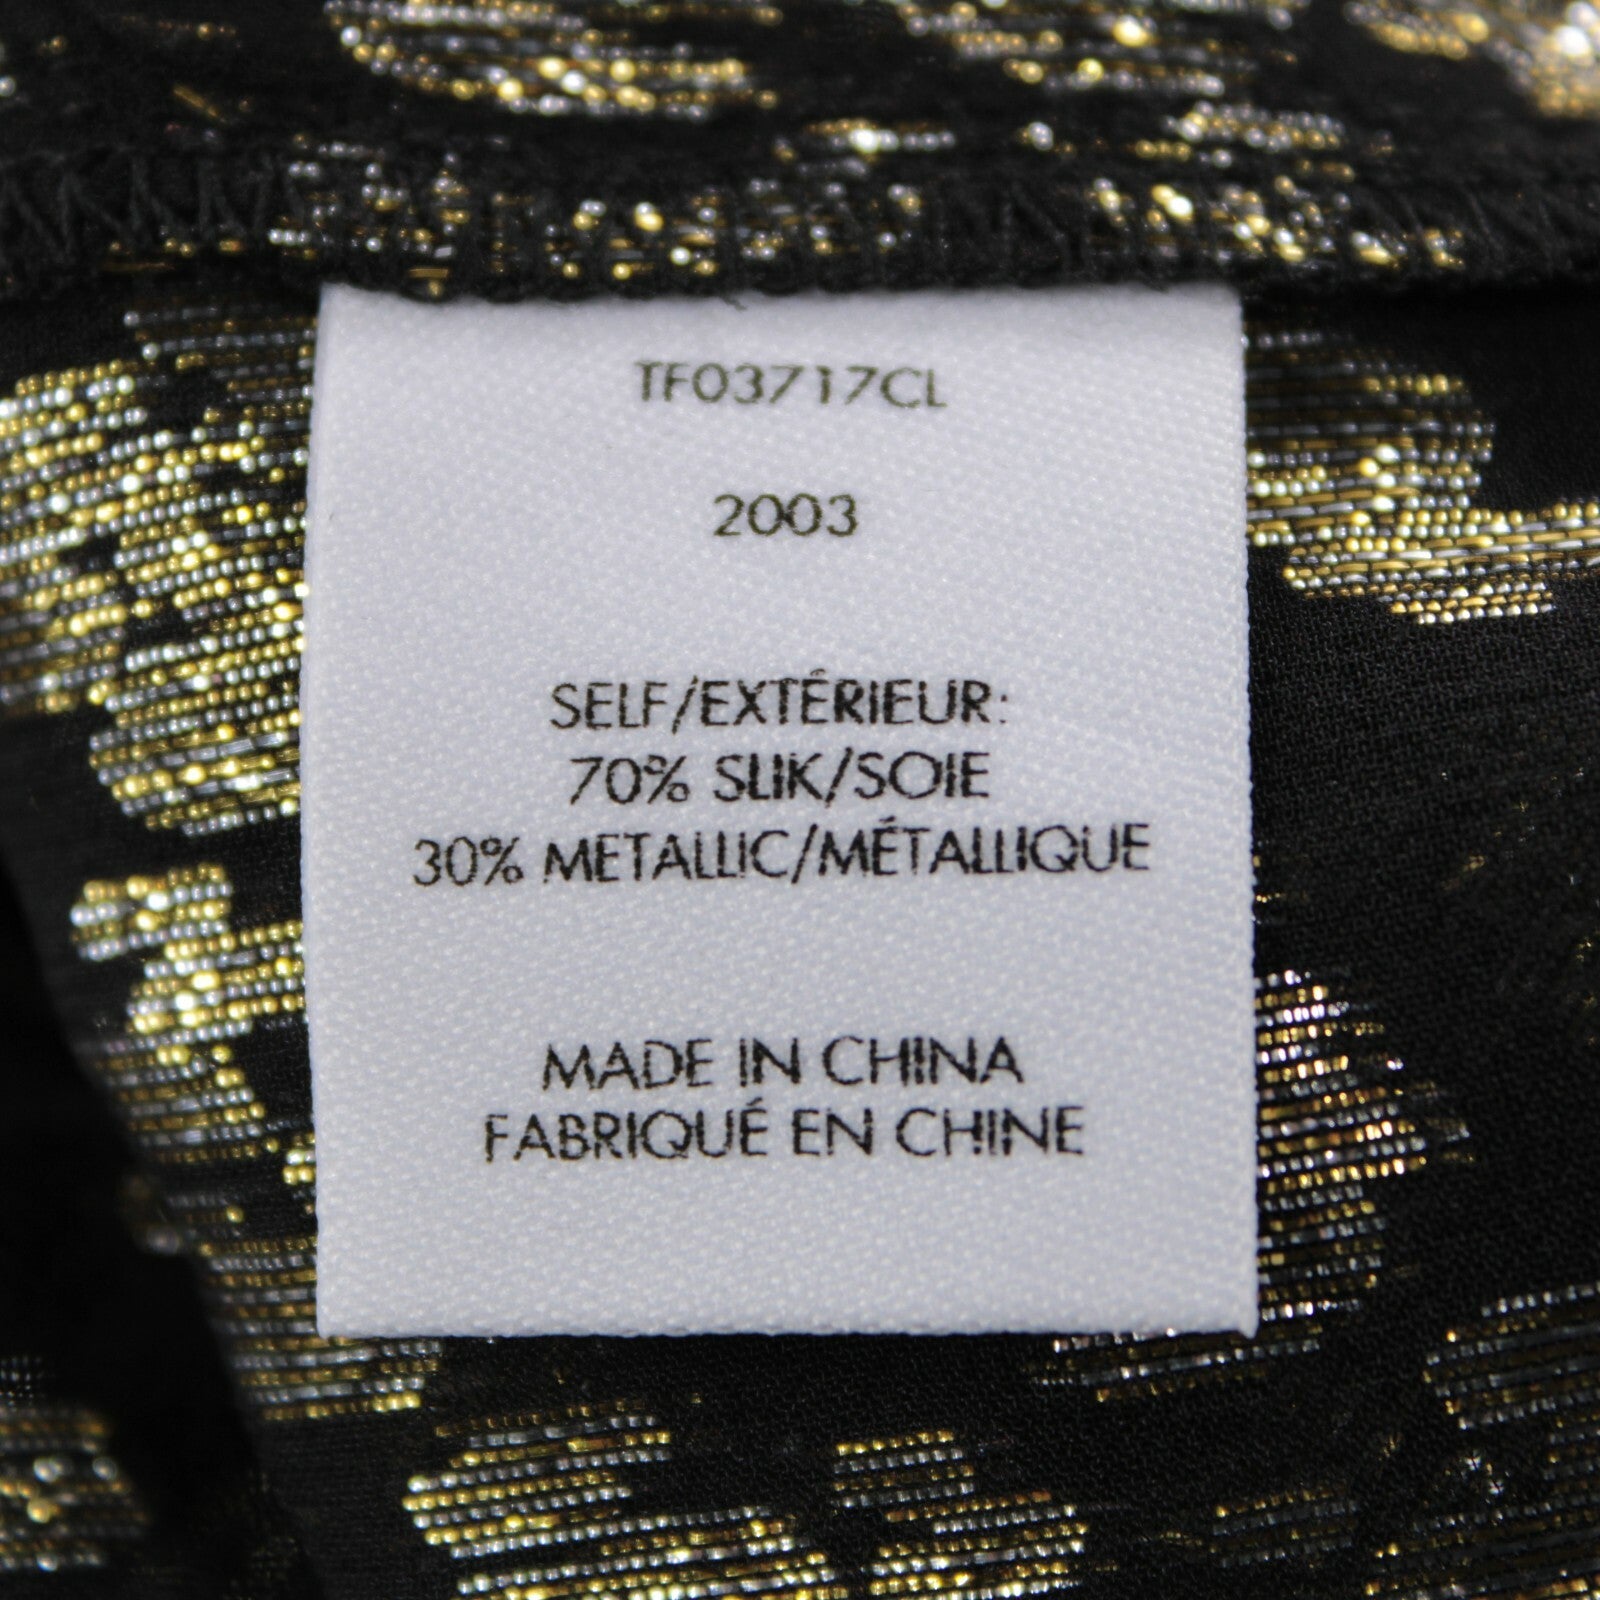 TF03717CL
2003
SELF/EXTÉRIEUR:
70% SLIK/SOIE
30% METALLIC/MÉTALLIQUE
MADE IN CHINA
FABRIQUÉ EN CHINE